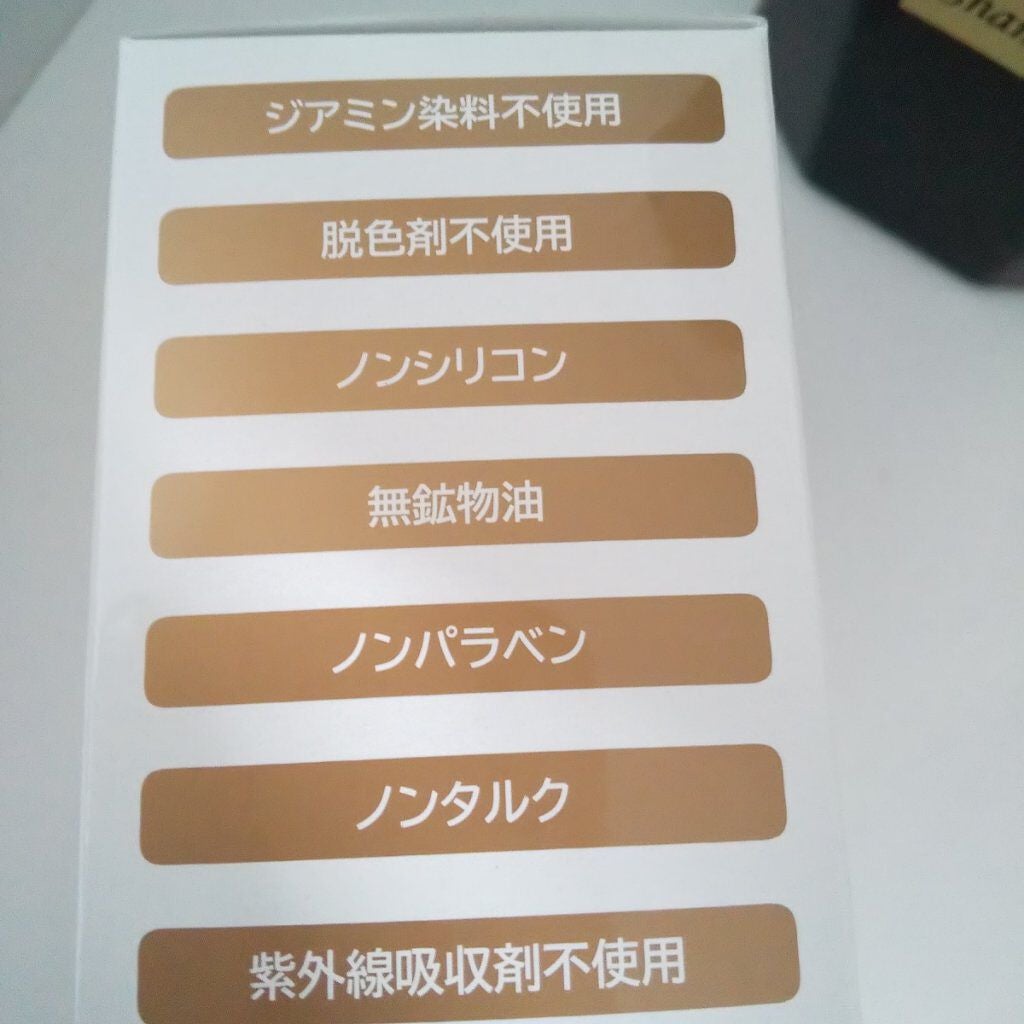 ジアミン染料不使用
脱色剤不使用
ノンシリコン
無鉱物油
ノンパラベン
ノンタルク
紫外線吸収剤不使用